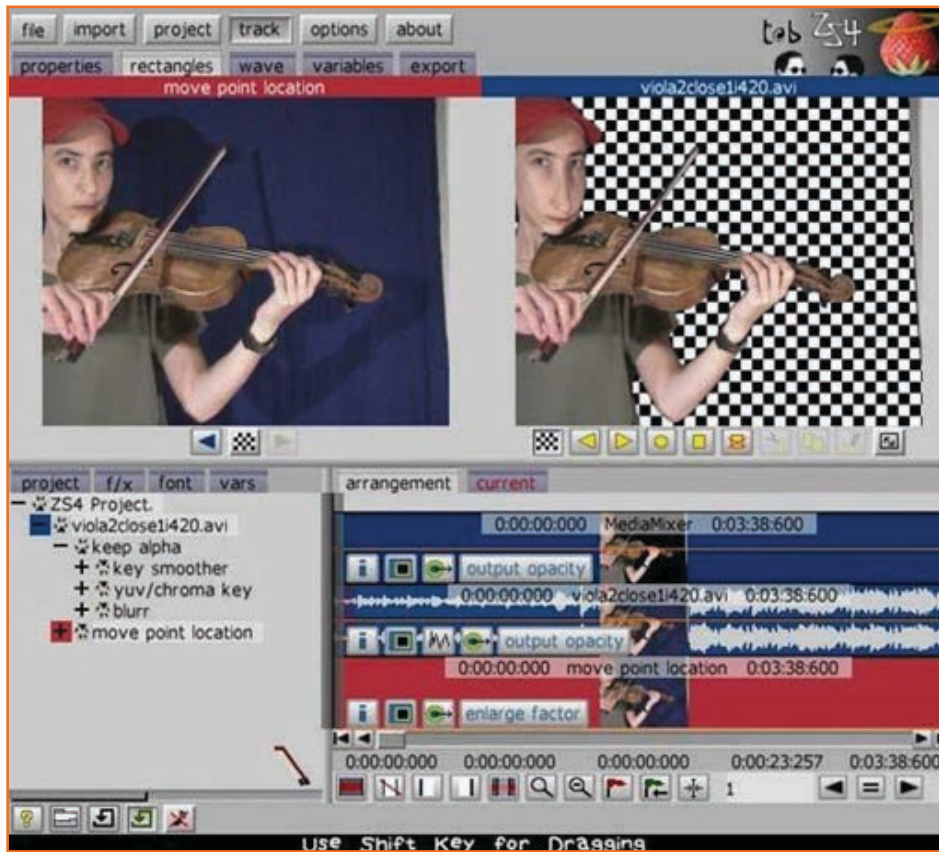 file import project track options about
tab ZS4
properties rectangles wave variables export
move point location
viola2close1i420.avi
project f/x font vars
ZS4 Project.
viola2close1i420.avi
keep alpha
key smoother
yuv/chroma key
blurr
move point location
arrangement current
0:00:00:000 MediaMixer 0:03:38:600
i output opacity
0:00:00:000 viola2close1i420.avi 0:03:38:600
i output opacity
0:00:00:000 move point location 0:03:38:600
i enlarge factor
0:00:00:000 0:00:00:000 0:00:00:000 0:00:23:257 0:03:38:600
1
Use Shift Key for Dragging